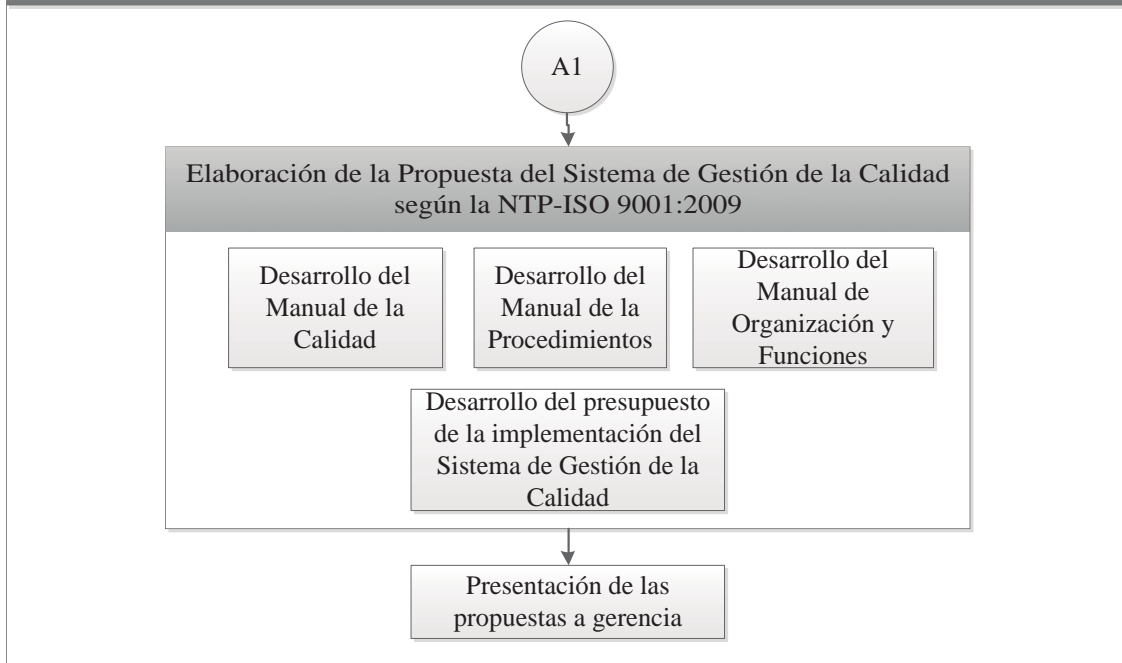 A1
Elaboración de la Propuesta del Sistema de Gestión de la Calidad
según la NTP-ISO 9001:2009
Desarrollo del
Manual de la
Calidad
Desarrollo del
Manual de la
Procedimientos
Desarrollo del
Manual de
Organización y
Funciones
Desarrollo del presupuesto
de la implementación del
Sistema de Gestión de la
Calidad
Presentación de las
propuestas a gerencia